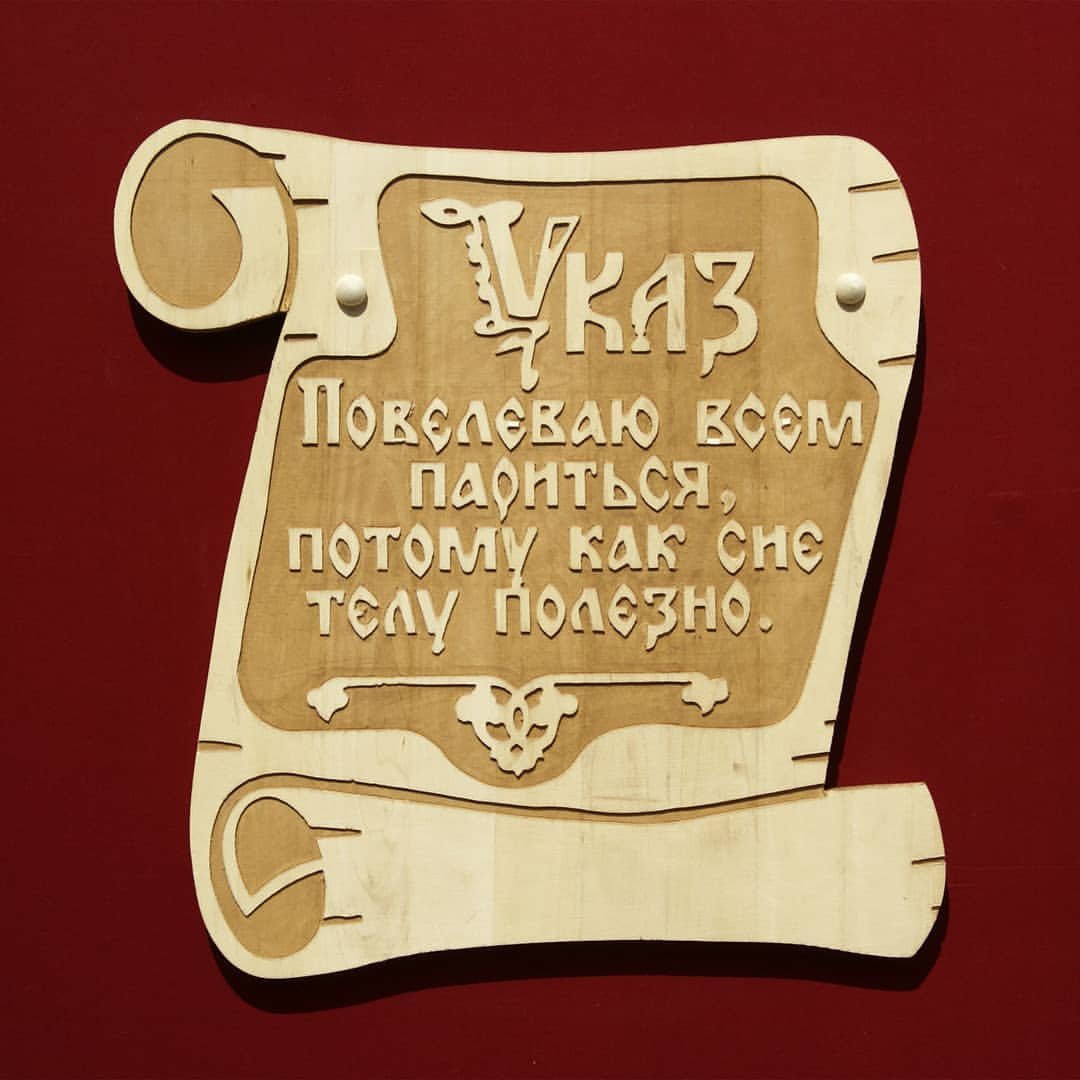 Указ
Повелеваю всем
париться,
потому как сие
телу полезно.